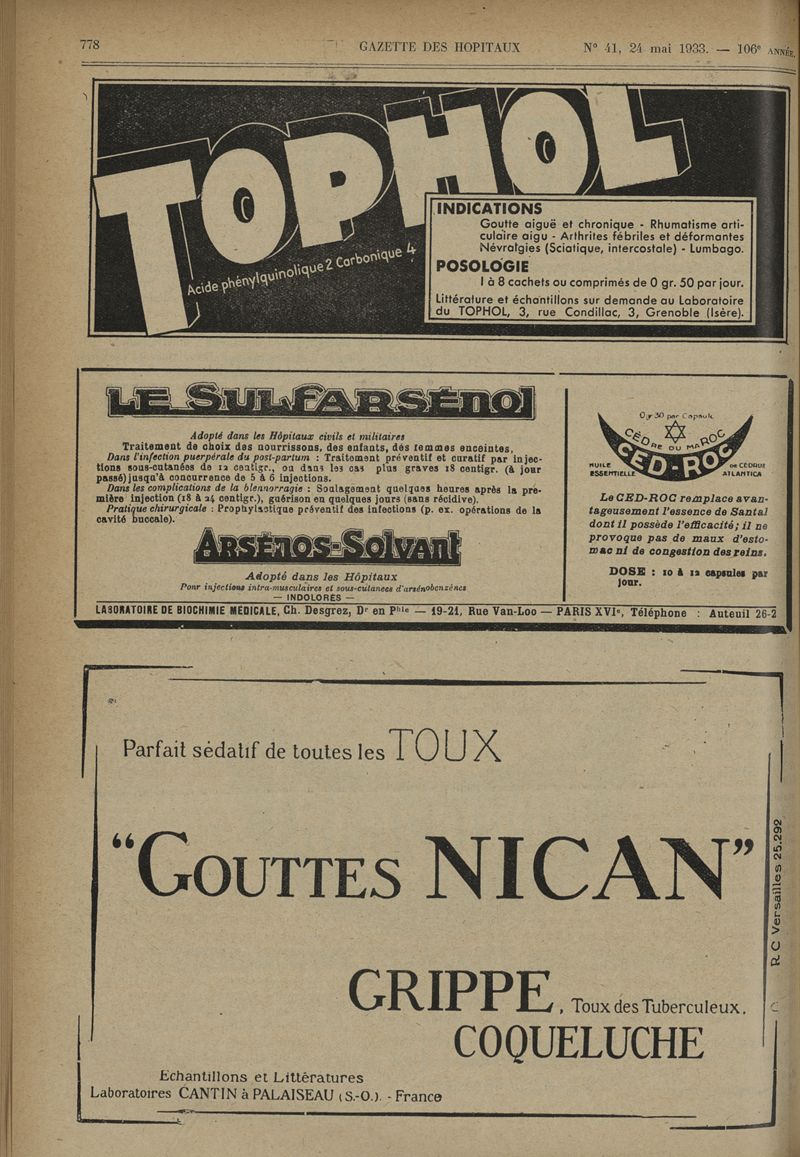 778
GAZETTE DES HOPITAUX
N° 41, 24 mai 1933. — 106e ANNÉE.
TOPHOL
Acide phénylquinolique 2 Carbonique 4
INDICATIONS
Goutte aiguë et chronique - Rhumatisme arti-
culaire aigu - Arthrites fébriles et déformantes
Névralgies (Sciatique, intercostale) - Lumbago.
POSOLOGIE
1 à 8 cachets ou comprimés de 0 gr. 50 par jour.
Littérature et échantillons sur demande au Laboratoire
du TOPHOL, 3, rue Condillac, 3, Grenoble (Isère).
LE SULFARSÉNOL
Adopté dans les Hôpitaux civils et militaires
Traitement de choix des nourrissons, des enfants, des femmes enceintes,
Dans l'infection puerpérale du post-partum : Traitement préventif et curatif par injec-
tions sous-cutanées de 12 centigr., ou dans les cas plus graves 18 centigr. (à jour
passé) jusqu'à concurrence de 5 à 6 injections.
Dans les complications de la blennorragie : Soulagement quelques heures après la pre-
mière injection (18 à 24 centigr.), guérison en quelques jours (sans récidive).
Pratique chirurgicale : Prophylactique préventif des infections (p. ex. opérations de la
cavité buccale).
ARSÉNOS-SOLVANT
Adopté dans les Hôpitaux
Pour injections intra-musculaires et sous-cutanées d'arsénobenzènes
— INDOLORES —
0gr30 par Capsule
CÈDRE DU MAROC
CED-ROC
HUILE ESSENTIELLE
DE CÈDRUS ATLANTICA
Le CED-ROC remplace avan-
tageusement l'essence de Santal
dont il possède l'efficacité; il ne
provoque pas de maux d'esto-
mac ni de congestion des reins.
DOSE : 10 à 12 capsules par
jour.
LABORATOIRE DE BIOCHIMIE MÉDICALE, Ch. Desgrez, Dr en Phie — 19-21, Rue Van-Loo — PARIS XVIe, Téléphone : Auteuil 26-2
Parfait sédatif de toutes les TOUX
"GOUTTES NICAN"
GRIPPE, Toux des Tuberculeux,
COQUELUCHE
Echantillons et Littératures
Laboratoires CANTIN à PALAISEAU (S.-O.). - France
R C Versailles 25.292